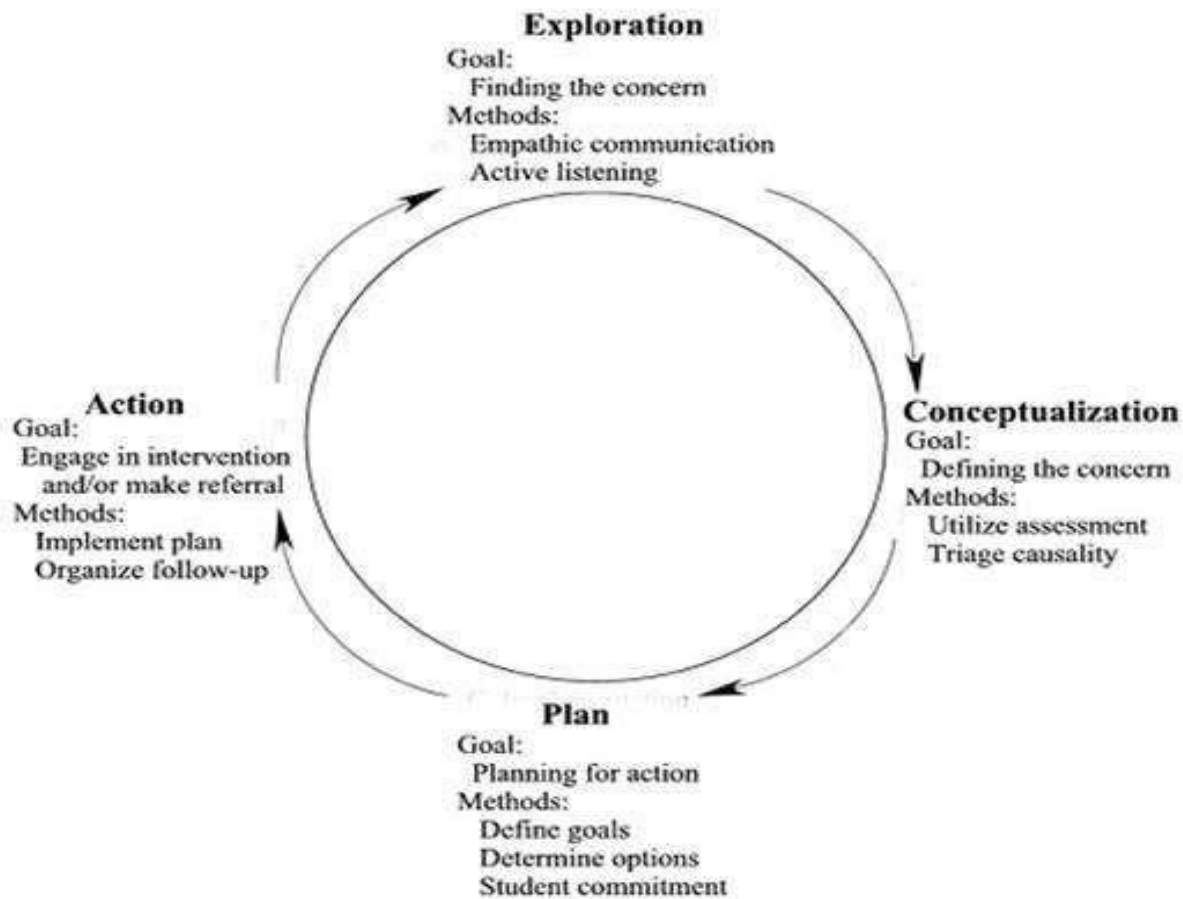 Exploration
Goal:
Finding the concern
Methods:
Empathic communication
Active listening
Conceptualization
Goal:
Defining the concern
Methods:
Utilize assessment
Triage causality
Plan
Goal:
Planning for action
Methods:
Define goals
Determine options
Student commitment
Action
Goal:
Engage in intervention
and/or make referral
Methods:
Implement plan
Organize follow-up